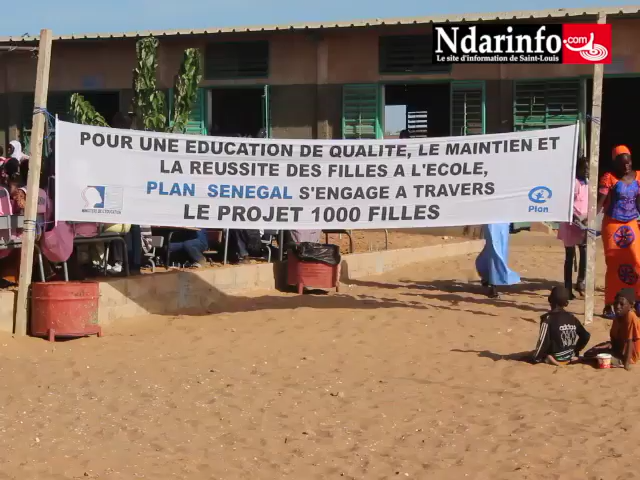 Ndarinfo.com
Le site d'information de Saint-Louis
POUR UNE EDUCATION DE QUALITE, LE MAINTIEN ET
LA REUSSITE DES FILLES A L'ECOLE,
PLAN SENEGAL S'ENGAGE A TRAVERS
LE PROJET 1000 FILLES
Plan
adidas